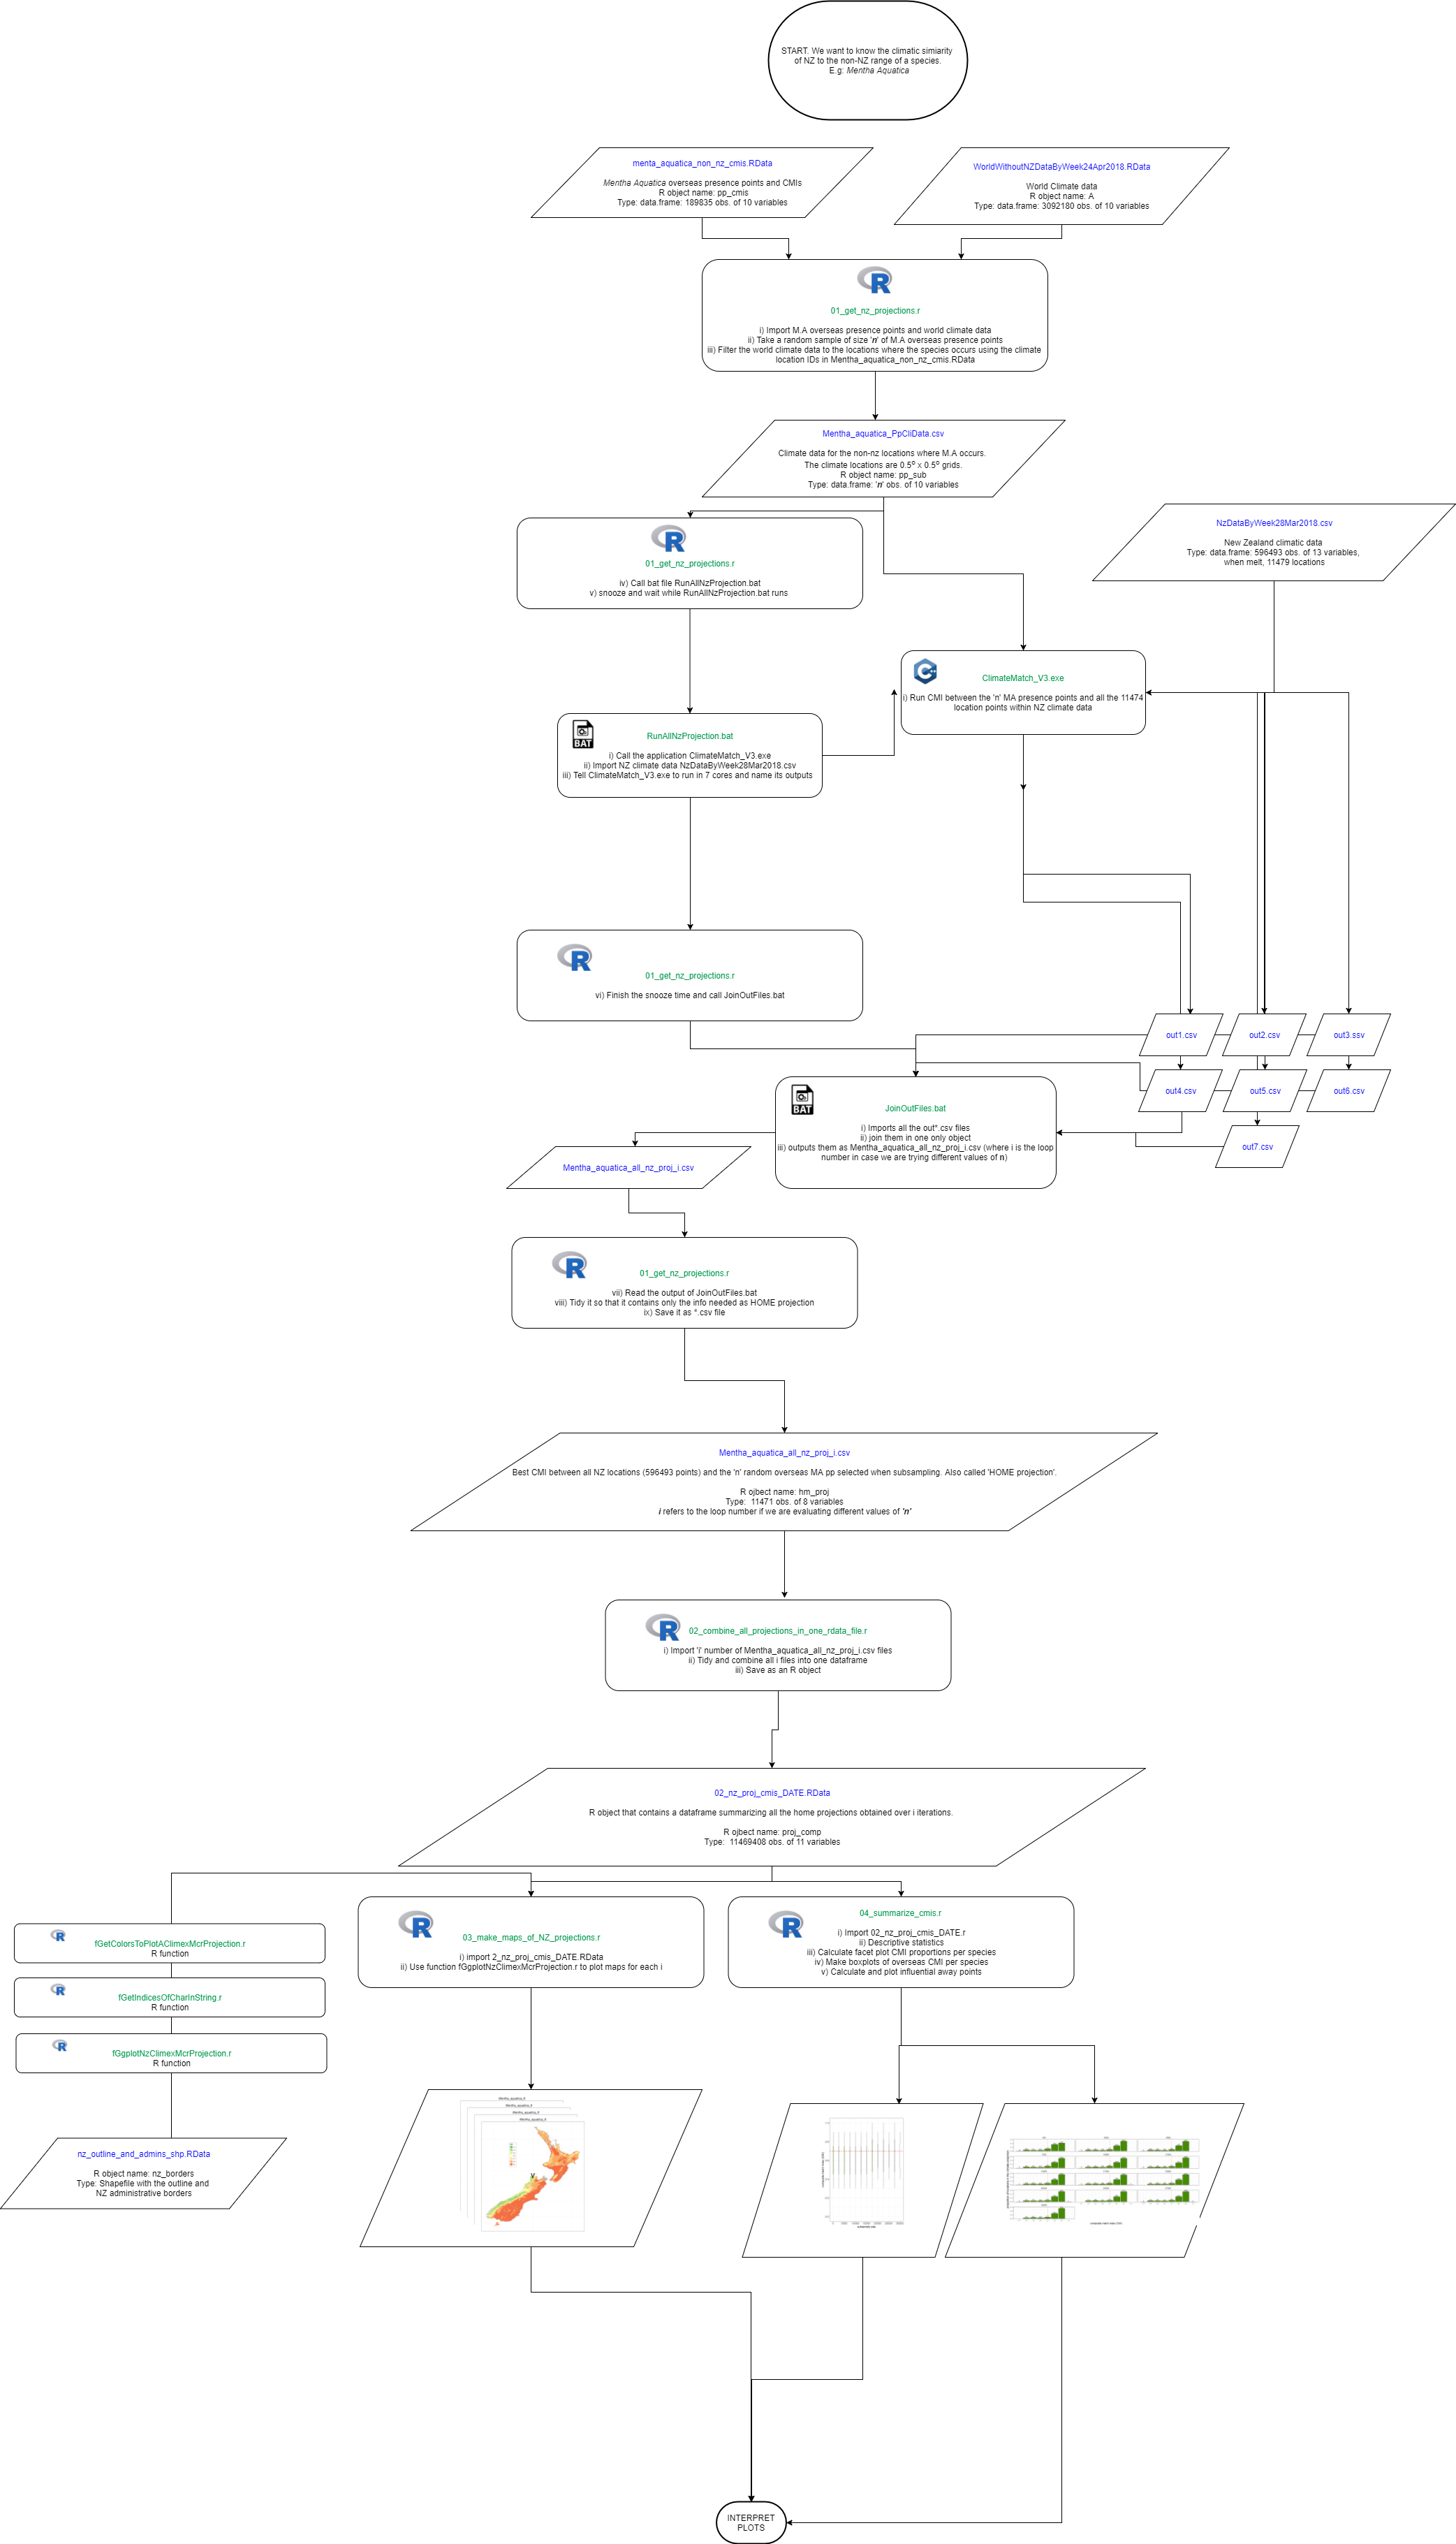 START. We want to know the climatic simiarity
of NZ to the non-NZ range of a species.
E.g: Mentha Aquatica
menta_aquatica_non_nz_cmis.RData
Mentha Aquatica overseas presence points and CMIs
R object name: pp_cmis
Type: data.frame: 189835 obs. of 10 variables
WorldWithoutNZDataByWeek24Apr2018.RData
World Climate data
R object name: A
Type: data.frame: 3092180 obs. of 10 variables
01_get_nz_projections.r
i) Import M.A overseas presence points and world climate data
ii) Take a random sample of size 'n' of M.A overseas presence points
iii) Filter the world climate data to the locations where the species occurs using the climate
location IDs in Mentha_aquatica_non_nz_cmis.RData
Mentha_aquatica_PpCliData.csv
Climate data for the non-nz locations where M.A occurs.
The climate locations are 0.5º x 0.5º grids.
R object name: pp_sub
Type: data.frame: 'n' obs. of 10 variables
NzDataByWeek28Mar2018.csv
New Zealand climatic data
Type: data.frame: 596493 obs. of 13 variables,
when melt, 11479 locations
01_get_nz_projections.r
iv) Call bat file RunAllNzProjection.bat
v) snooze and wait while RunAllNzProjection.bat runs
ClimateMatch_V3.exe
i) Run CMI between the 'n' MA presence points and all the 11474
location points within NZ climate data
BAT
RunAllNzProjection.bat
i) Call the application ClimateMatch_V3.exe
ii) Import NZ climate data NzDataByWeek28Mar2018.csv
iii) Tell ClimateMatch_V3.exe to run in 7 cores and name its outputs
01_get_nz_projections.r
vi) Finish the snooze time and call JoinOutFiles.bat
out1.csv
out2.csv
out3.ssv
out4.csv
out5.csv
out6.csv
out7.csv
BAT
JoinOutFiles.bat
i) Imports all the out*.csv files
ii) join them in one only object
iii) outputs them as Mentha_aquatica_all_nz_proj_i.csv (where i is the loop
number in case we are trying different values of n)
Mentha_aquatica_all_nz_proj_i.csv
01_get_nz_projections.r
vii) Read the output of JoinOutFiles.bat
viii) Tidy it so that it contains only the info needed as HOME projection
ix) Save it as *.csv file
Mentha_aquatica_all_nz_proj_i.csv
Best CMI between all NZ locations (596493 points) and the 'n' random overseas MA pp selected when subsampling. Also called 'HOME projection'.
R ojbect name: hm_proj
Type: 11471 obs. of 8 variables
i refers to the loop number if we are evaluating different values of 'n'
02_combine_all_projections_in_one_rdata_file.r
i) Import 'i' number of Mentha_aquatica_all_nz_proj_i.csv files
ii) Tidy and combine all i files into one dataframe
iii) Save as an R object
02_nz_proj_cmis_DATE.RData
R object that contains a dataframe summarizing all the home projections obtained over i iterations.
R ojbect name: proj_comp
Type: 11469408 obs. of 11 variables
fGetColorsToPlotAClimexMcrProjection.r
R function
fGetIndicesOfCharInString.r
R function
fGgplotNzClimexMcrProjection.r
R function
nz_outline_and_admins_shp.RData
R object name: nz_borders
Type: Shapefile with the outline and
NZ administrative borders
03_make_maps_of_NZ_projections.r
i) import 2_nz_proj_cmis_DATE.RData
ii) Use function fGgplotNzClimexMcrProjection.r to plot maps for each i
04_summarize_cmis.r
i) Import 02_nz_proj_cmis_DATE.r
ii) Descriptive statistics
iii) Calculate facet plot CMI proportions per species
iv) Make boxplots of overseas CMI per species
v) Calculate and plot influential away points
Mentha_aquatica_R
Mentha_aquatica_R
Mentha_aquatica_R
Mentha_aquatica_R
INTERPRET
PLOTS